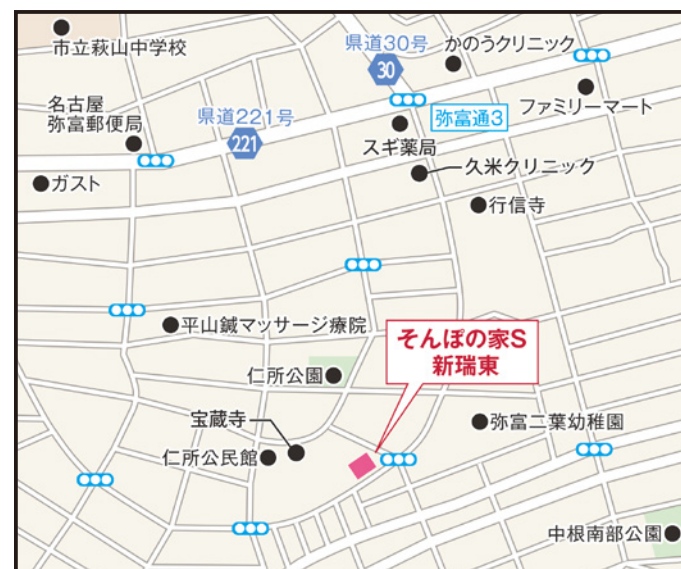 市立萩山中学校
県道30号
30
かのうクリニック
ファミリーマート
名古屋
弥富郵便局
県道221号
221
弥富通3
スギ薬局
久米クリニック
ガスト
行信寺
平山鍼マッサージ療院
そんぽの家S
新瑞東
仁所公園
宝蔵寺
弥富二葉幼稚園
仁所公民館
中根南部公園